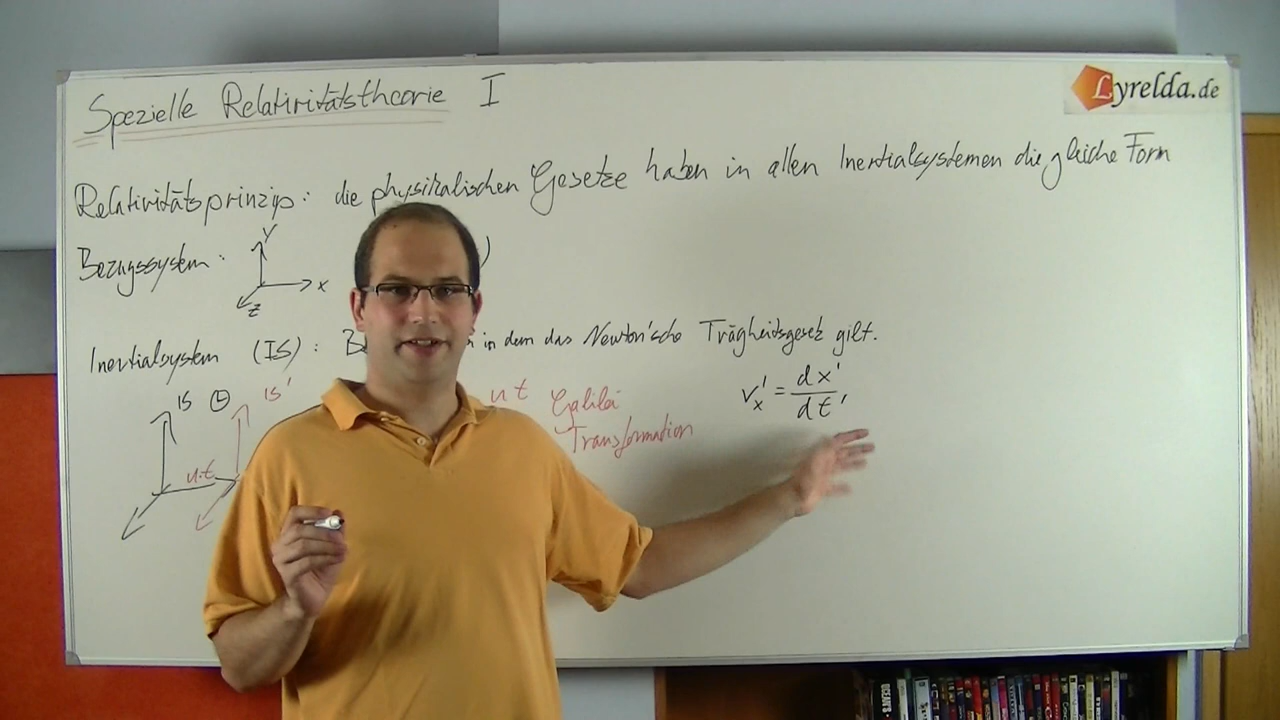 Spezielle Relativitätstheorie I
Lyrelda.de
Relativitätsprinzip: die physikalischen Gesetze haben in allen Inertialsystemen die gleiche Form
Bezugssystem: y x z )
Inertialsystem (IS): in dem das Newton'sche Trägheitsgesetz gilt.
IS IS' ut Galilei
Transformation
u·t
v'x = dx'/dt'